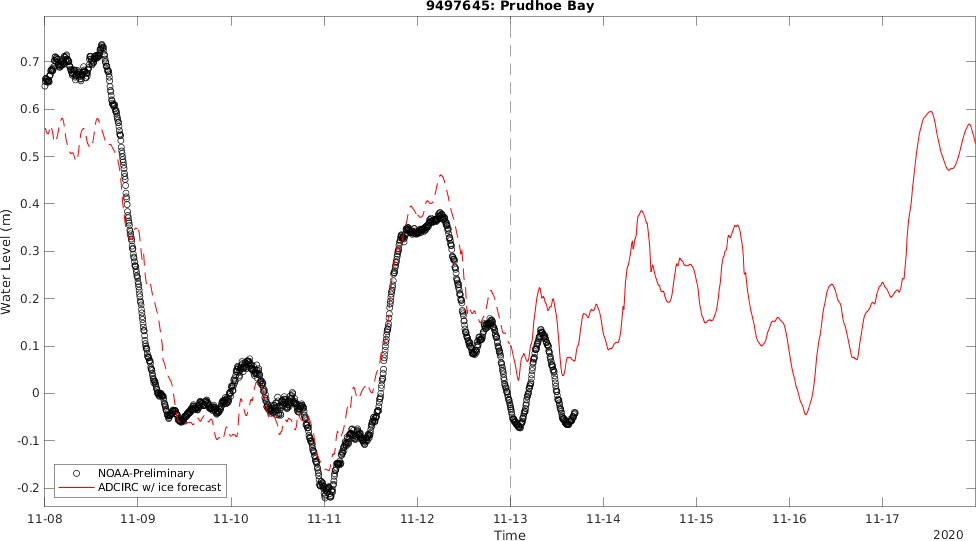 9497645: Prudhoe Bay
0.7
0.6
0.5
0.4
0.3
0.2
0.1
0
-0.1
-0.2
Water Level (m)
NOAA-Preliminary
ADCIRC w/ ice forecast
11-08 11-09 11-10 11-11 11-12 11-13 11-14 11-15 11-16 11-17
Time
2020